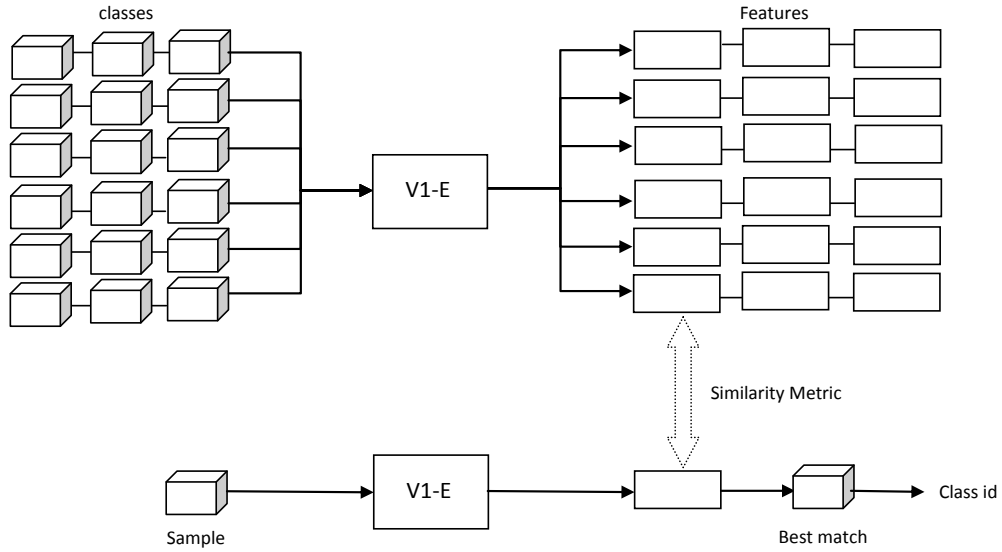 classes
Features
V1-E
Similarity Metric
V1-E
Class id
Sample
Best match